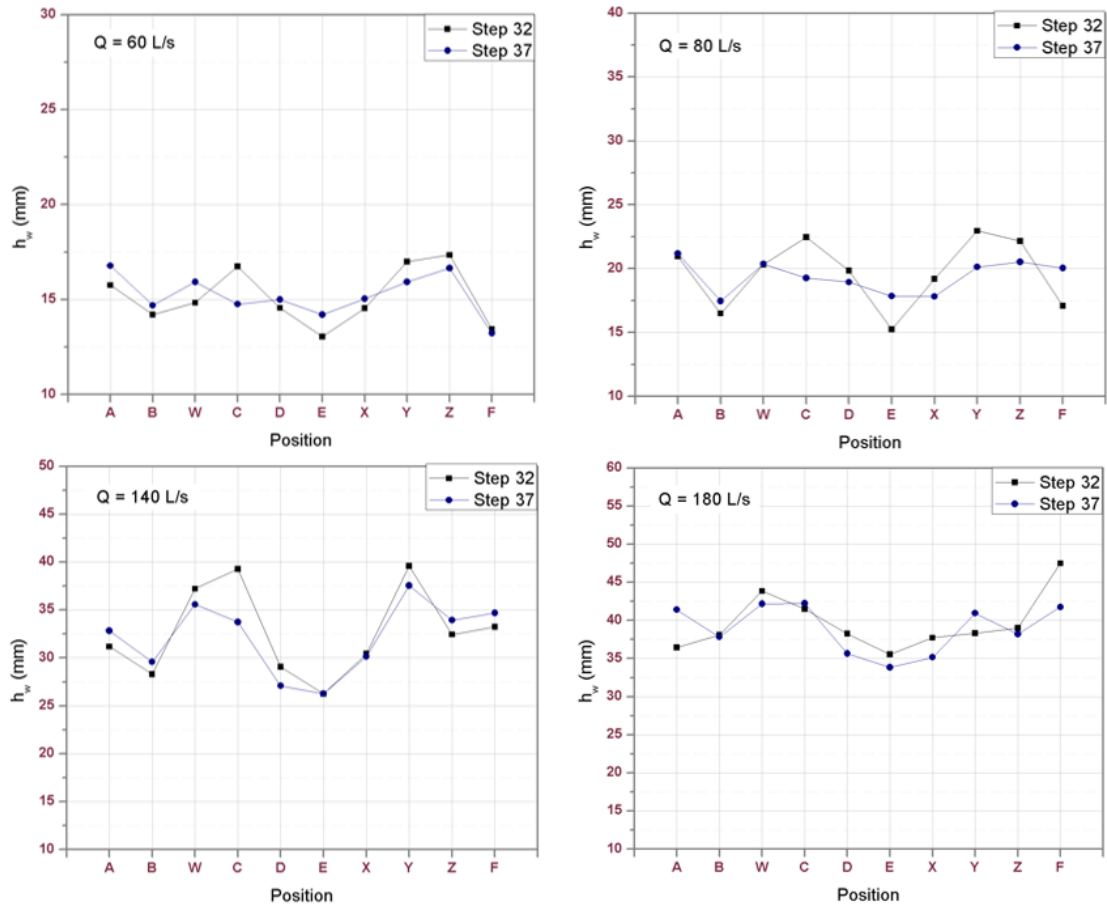 30
25
20
15
10
h_w (mm)
Q = 60 L/s
Step 32
Step 37
A B W C D E X Y Z F
Position
40
35
30
25
20
15
10
h_w (mm)
Q = 80 L/s
Step 32
Step 37
A B W C D E X Y Z F
Position
50
45
40
35
30
25
20
15
10
h_w (mm)
Q = 140 L/s
Step 32
Step 37
A B W C D E X Y Z F
Position
60
55
50
45
40
35
30
25
20
15
10
h_w (mm)
Q = 180 L/s
Step 32
Step 37
A B W C D E X Y Z F
Position